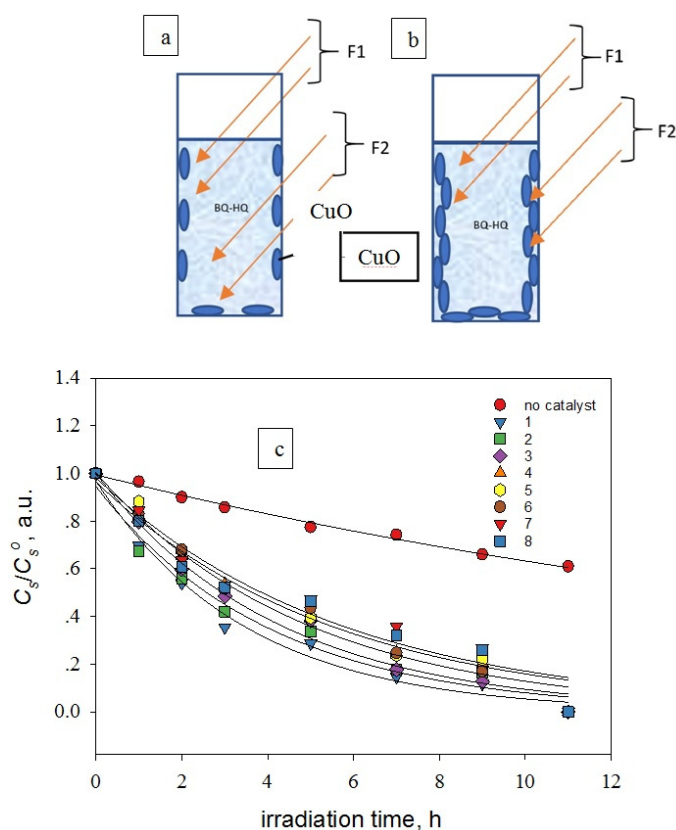 a
F1
F2
BQ-HQ
CuO
CuO
b
F1
F2
BQ-HQ
c
no catalyst
1
2
3
4
5
6
7
8
1.4
1.2
1.0
.8
.6
.4
.2
0.0
Cs/Cs⁰, a.u.
0 2 4 6 8 10 12
irradiation time, h